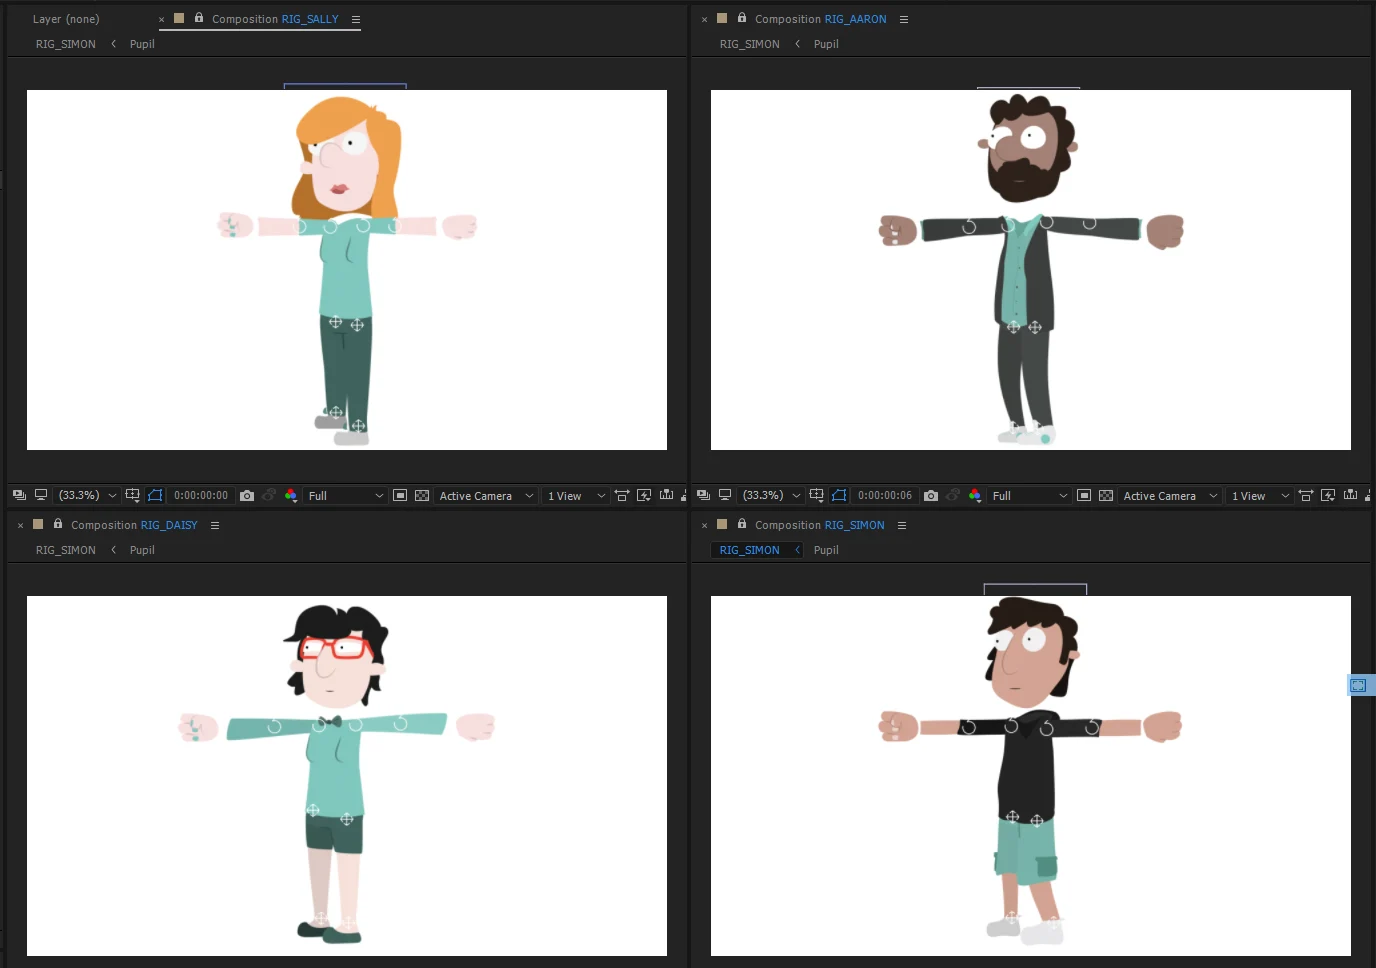 Layer (none)
Composition RIG_SALLY
RIG_SIMON
Pupil
Composition RIG_AARON
RIG_SIMON
Pupil
(33.3%)
0:00:00:00
Full
Active Camera
1 View
(33.3%)
0:00:00:06
Full
Active Camera
1 View
Composition RIG_DAISY
RIG_SIMON
Pupil
Composition RIG_SIMON
RIG_SIMON
Pupil